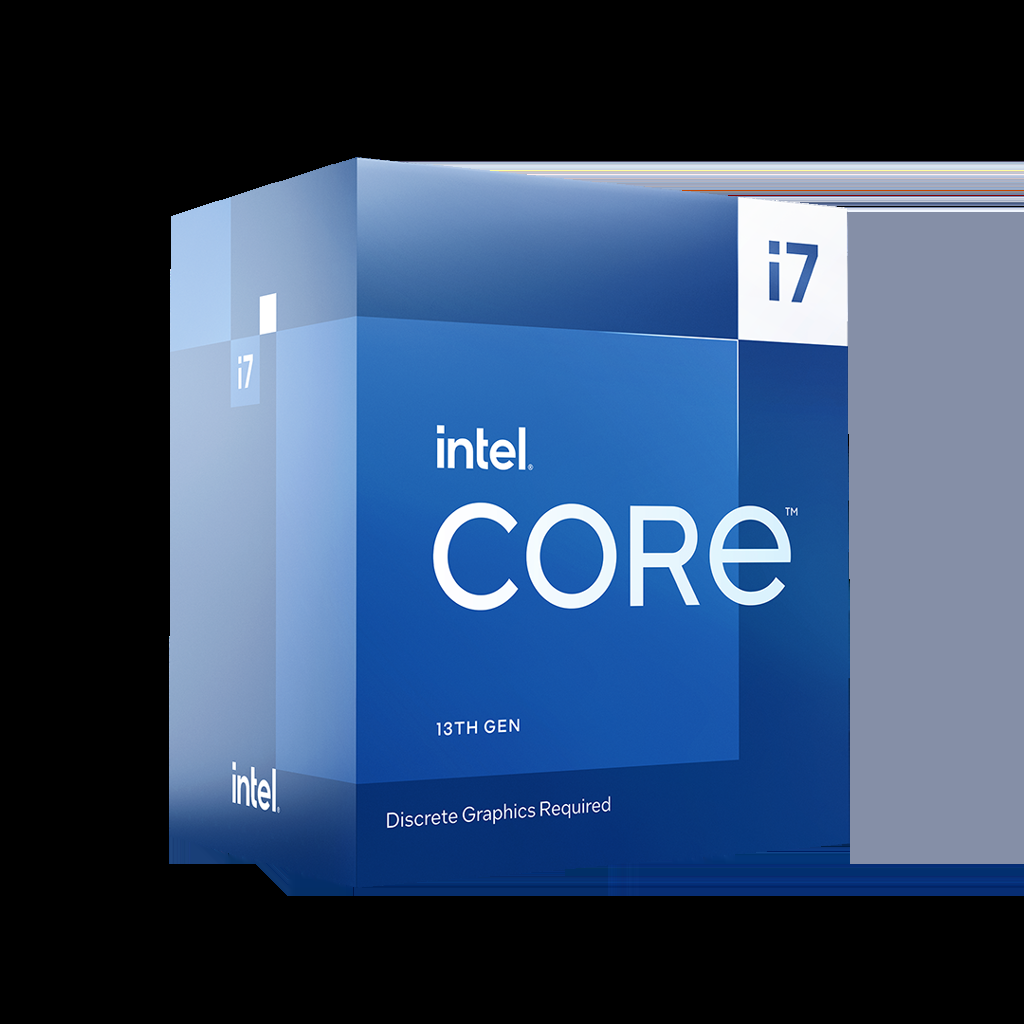 i7
i7
intel.
CORE™
13TH GEN
intel.
Discrete Graphics Required